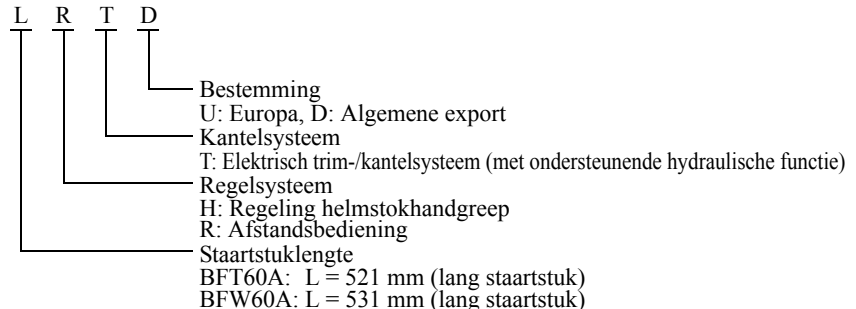 L R T D
Bestemming
U: Europa, D: Algemene export
Kantelsysteem
T: Elektrisch trim-/kantelsysteem (met ondersteunende hydraulische functie)
Regelsysteem
H: Regeling helmstokhandgreep
R: Afstandsbediening
Staartstuklengte
BFT60A: L = 521 mm (lang staartstuk)
BFW60A: L = 531 mm (lang staartstuk)